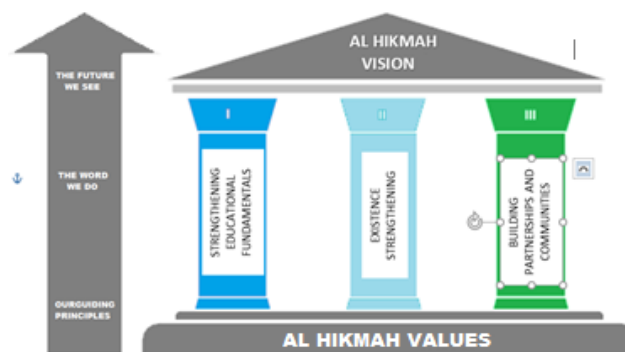 AL HIKMAH
VISION
THE FUTURE
WE SEE
I
II
III
THE WORD
WE DO
STRENGTHENING
EDUCATIONAL
FUNDAMENTALS
EXISTENCE
STRENGTHENING
BUILDING
PARTNERSHIPS AND
COMMUNITIES
OURGUIDING
PRINCIPLES
AL HIKMAH VALUES